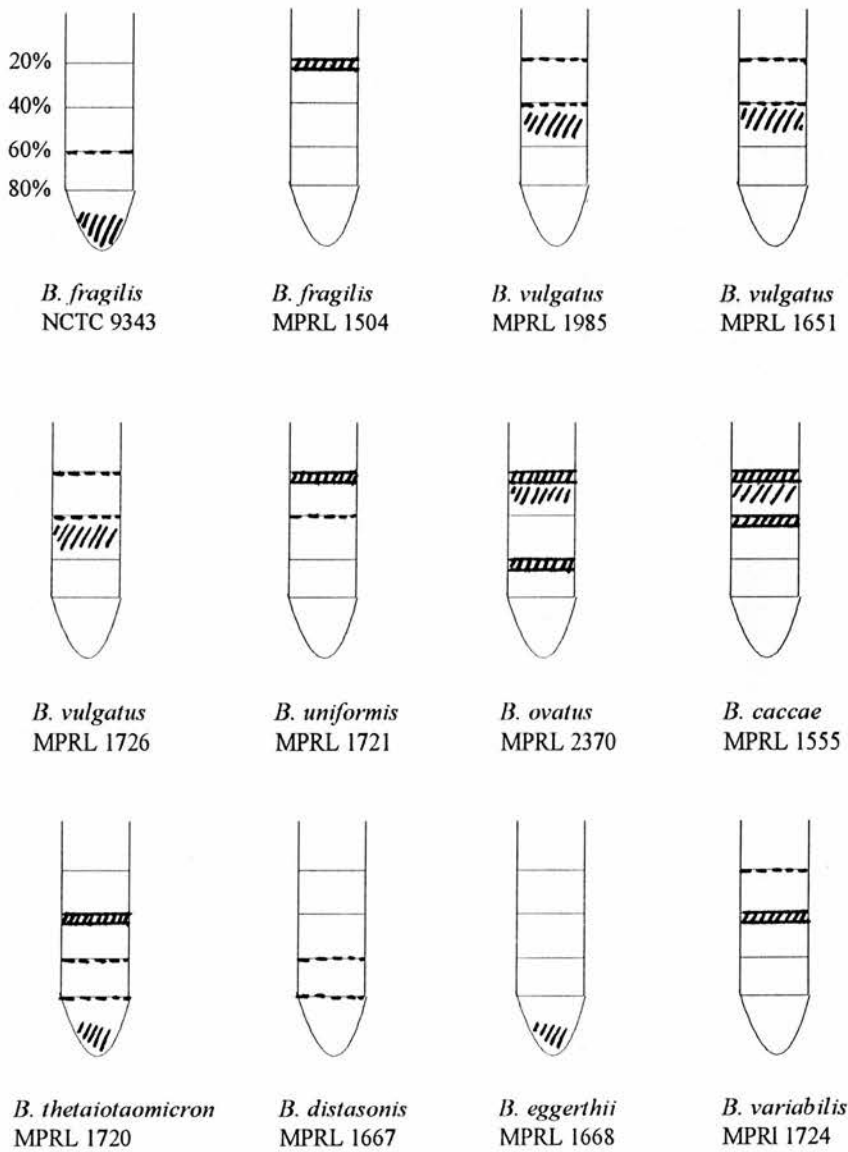 20%
40%
60%
80%
B. fragilis
NCTC 9343
B. fragilis
MPRL 1504
B. vulgatus
MPRL 1985
B. vulgatus
MPRL 1651
B. vulgatus
MPRL 1726
B. uniformis
MPRL 1721
B. ovatus
MPRL 2370
B. caccae
MPRL 1555
B. thetaiotaomicron
MPRL 1720
B. distasonis
MPRL 1667
B. eggerthii
MPRL 1668
B. variabilis
MPRl 1724